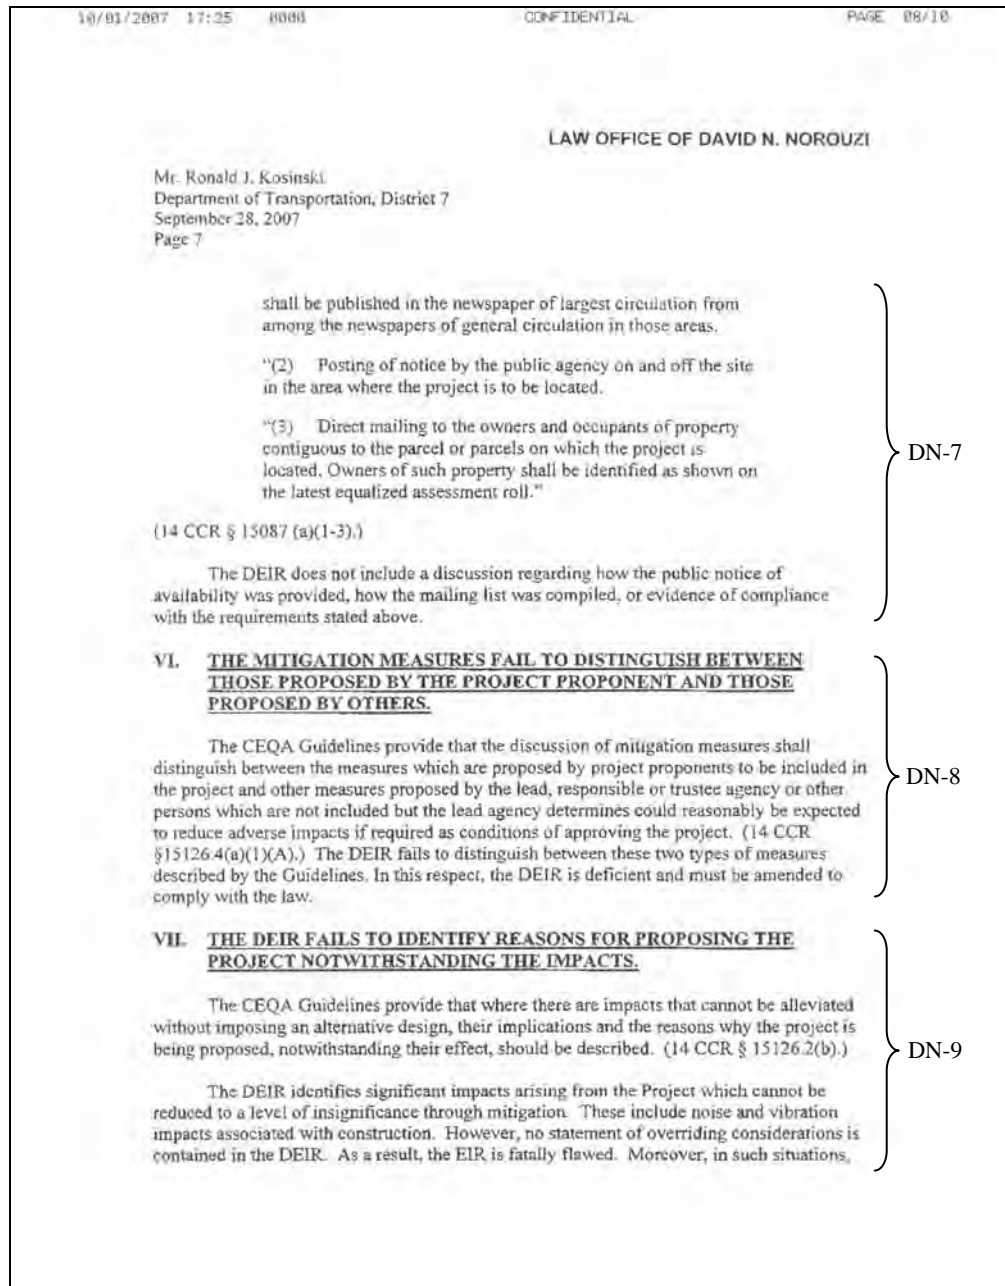 10/01/2007 17:25 0000 CONFIDENTIAL PAGE 08/10
LAW OFFICE OF DAVID N. NOROUZI
Mr. Ronald J. Kosinski
Department of Transportation, District 7
September 28, 2007
Page 7
shall be published in the newspaper of largest circulation from
among the newspapers of general circulation in those areas.
"(2) Posting of notice by the public agency on and off the site
in the area where the project is to be located.
"(3) Direct mailing to the owners and occupants of property
contiguous to the parcel or parcels on which the project is
located. Owners of such property shall be identified as shown on
the latest equalized assessment roll."
DN-7
(14 CCR § 15087 (a)(1-3).)
The DEIR does not include a discussion regarding how the public notice of
availability was provided, how the mailing list was compiled, or evidence of compliance
with the requirements stated above.
VI. THE MITIGATION MEASURES FAIL TO DISTINGUISH BETWEEN
THOSE PROPOSED BY THE PROJECT PROPONENT AND THOSE
PROPOSED BY OTHERS.
The CEQA Guidelines provide that the discussion of mitigation measures shall
distinguish between the measures which are proposed by project proponents to be included in
the project and other measures proposed by the lead, responsible or trustee agency or other
persons which are not included but the lead agency determines could reasonably be expected
to reduce adverse impacts if required as conditions of approving the project. (14 CCR
§15126.4(a)(1)(A).) The DEIR fails to distinguish between these two types of measures
described by the Guidelines. In this respect, the DEIR is deficient and must be amended to
comply with the law.
DN-8
VII. THE DEIR FAILS TO IDENTIFY REASONS FOR PROPOSING THE
PROJECT NOTWITHSTANDING THE IMPACTS.
The CEQA Guidelines provide that where there are impacts that cannot be alleviated
without imposing an alternative design, their implications and the reasons why the project is
being proposed, notwithstanding their effect, should be described. (14 CCR § 15126.2(b).)
DN-9
The DEIR identifies significant impacts arising from the Project which cannot be
reduced to a level of insignificance through mitigation. These include noise and vibration
impacts associated with construction. However, no statement of overriding considerations is
contained in the DEIR. As a result, the EIR is fatally flawed. Moreover, in such situations,